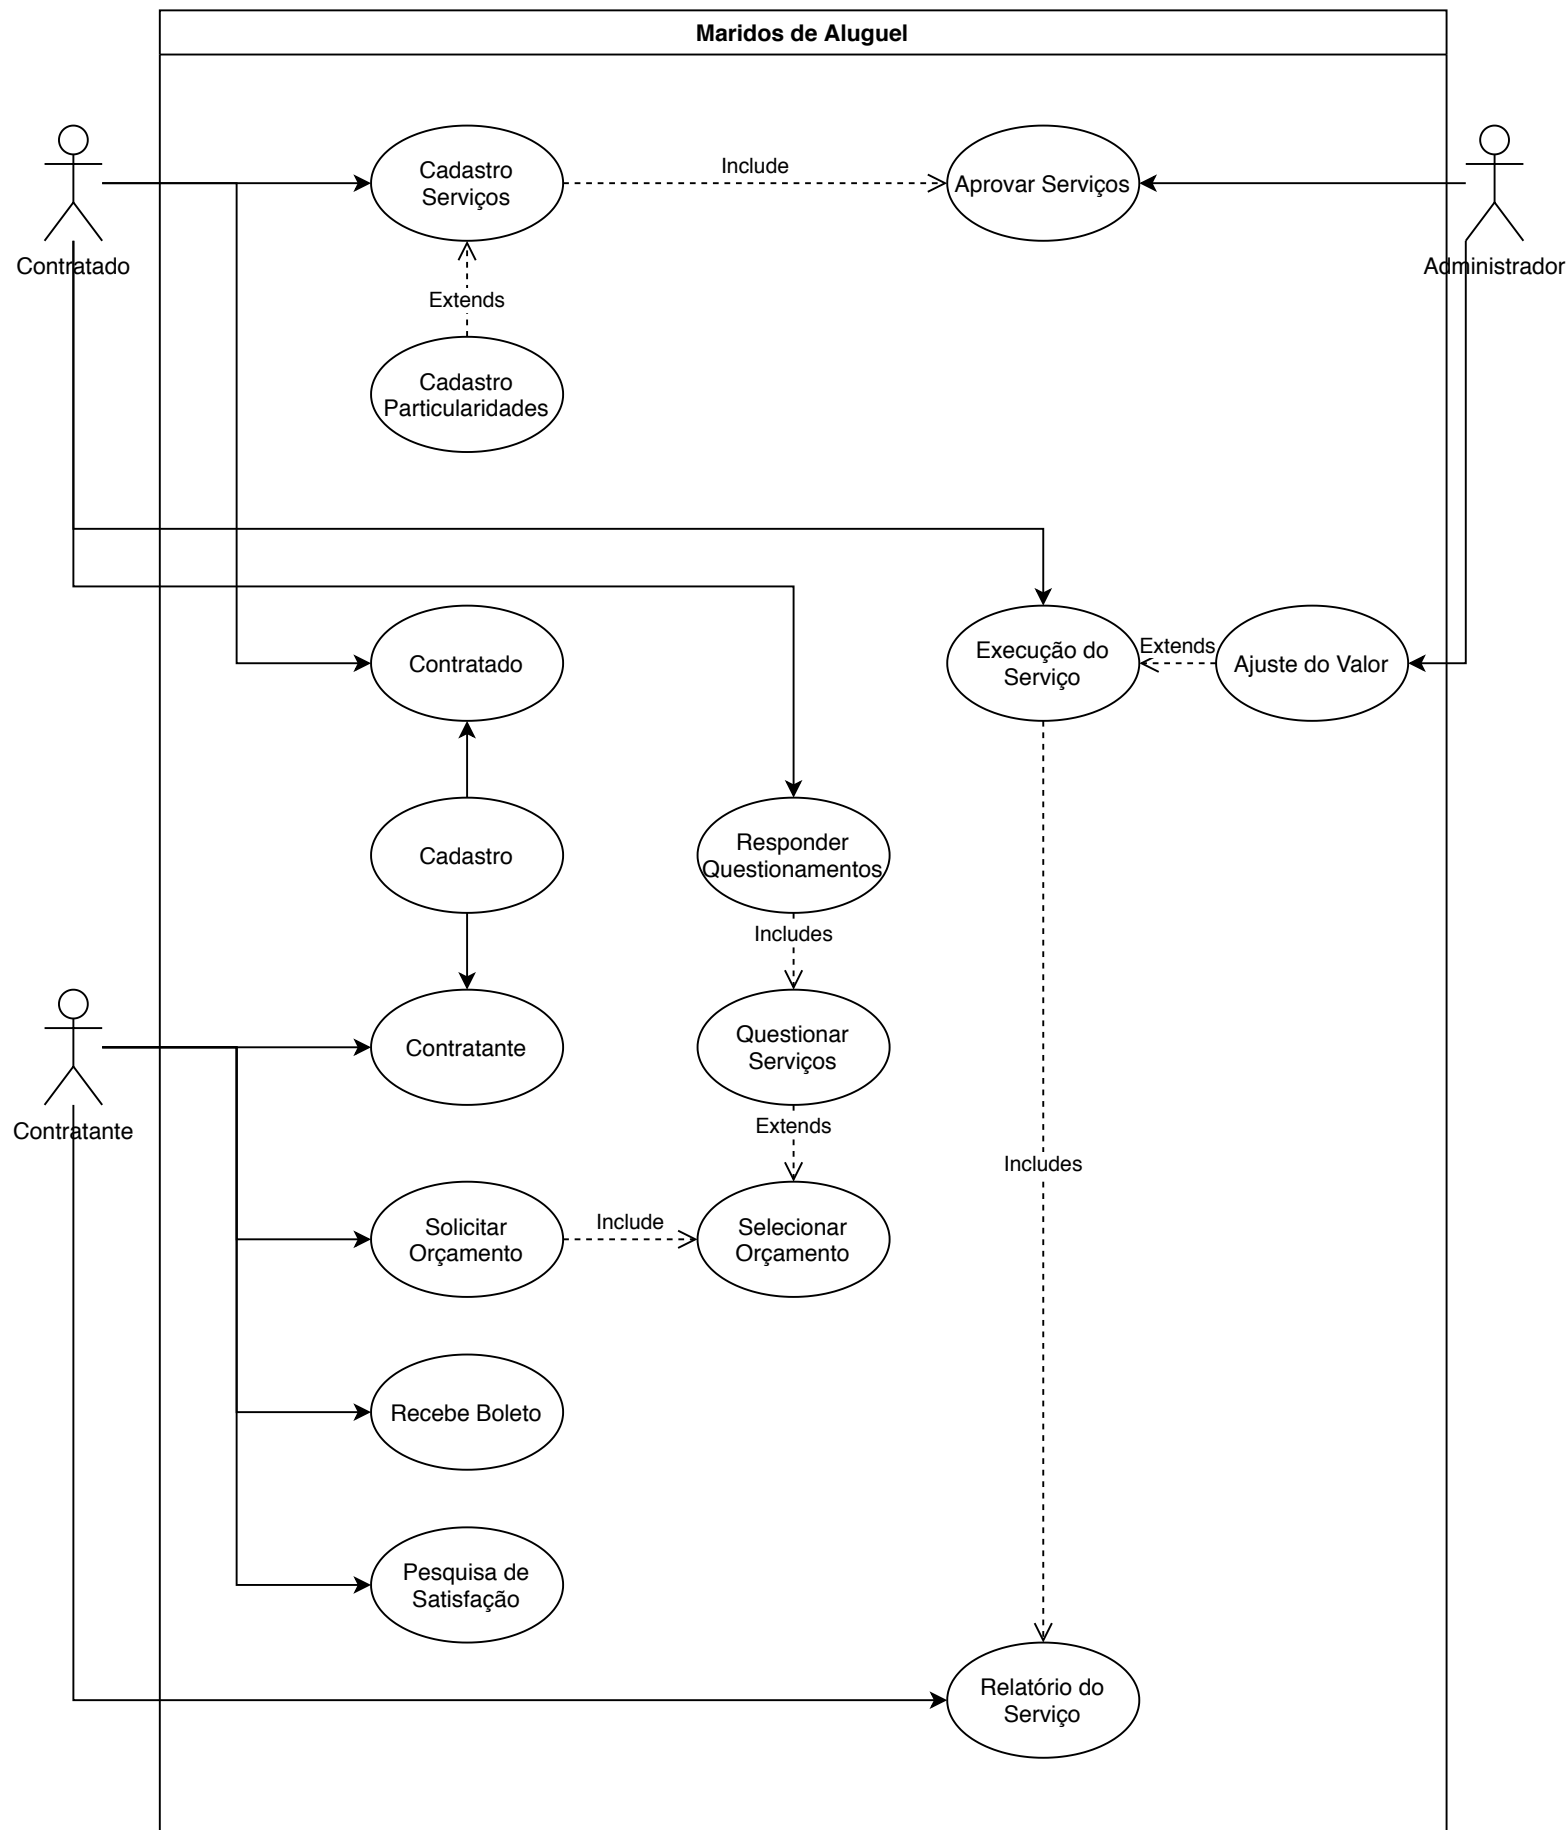 Maridos de Aluguel
Cadastro
Serviços
Include
Aprovar Serviços
Contratado
Administrador
Extends
Cadastro
Particularidades
Contratado
Execução do
Serviço
Extends
Ajuste do Valor
Cadastro
Responder
Questionamentos
Includes
Contratante
Contratante
Questionar
Serviços
Extends
Includes
Solicitar
Orçamento
Include
Selecionar
Orçamento
Recebe Boleto
Pesquisa de
Satisfação
Relatório do
Serviço